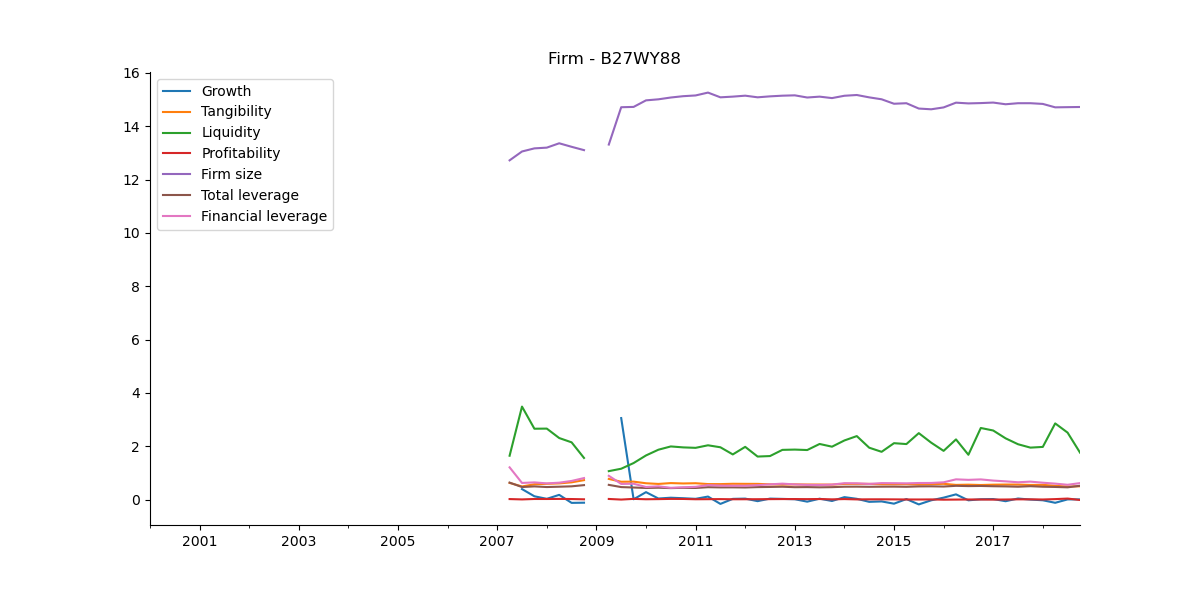 Firm - B27WY88
16
14
12
10
8
6
4
2
0
Growth
Tangibility
Liquidity
Profitability
Firm size
Total leverage
Financial leverage
2001 2003 2005 2007 2009 2011 2013 2015 2017